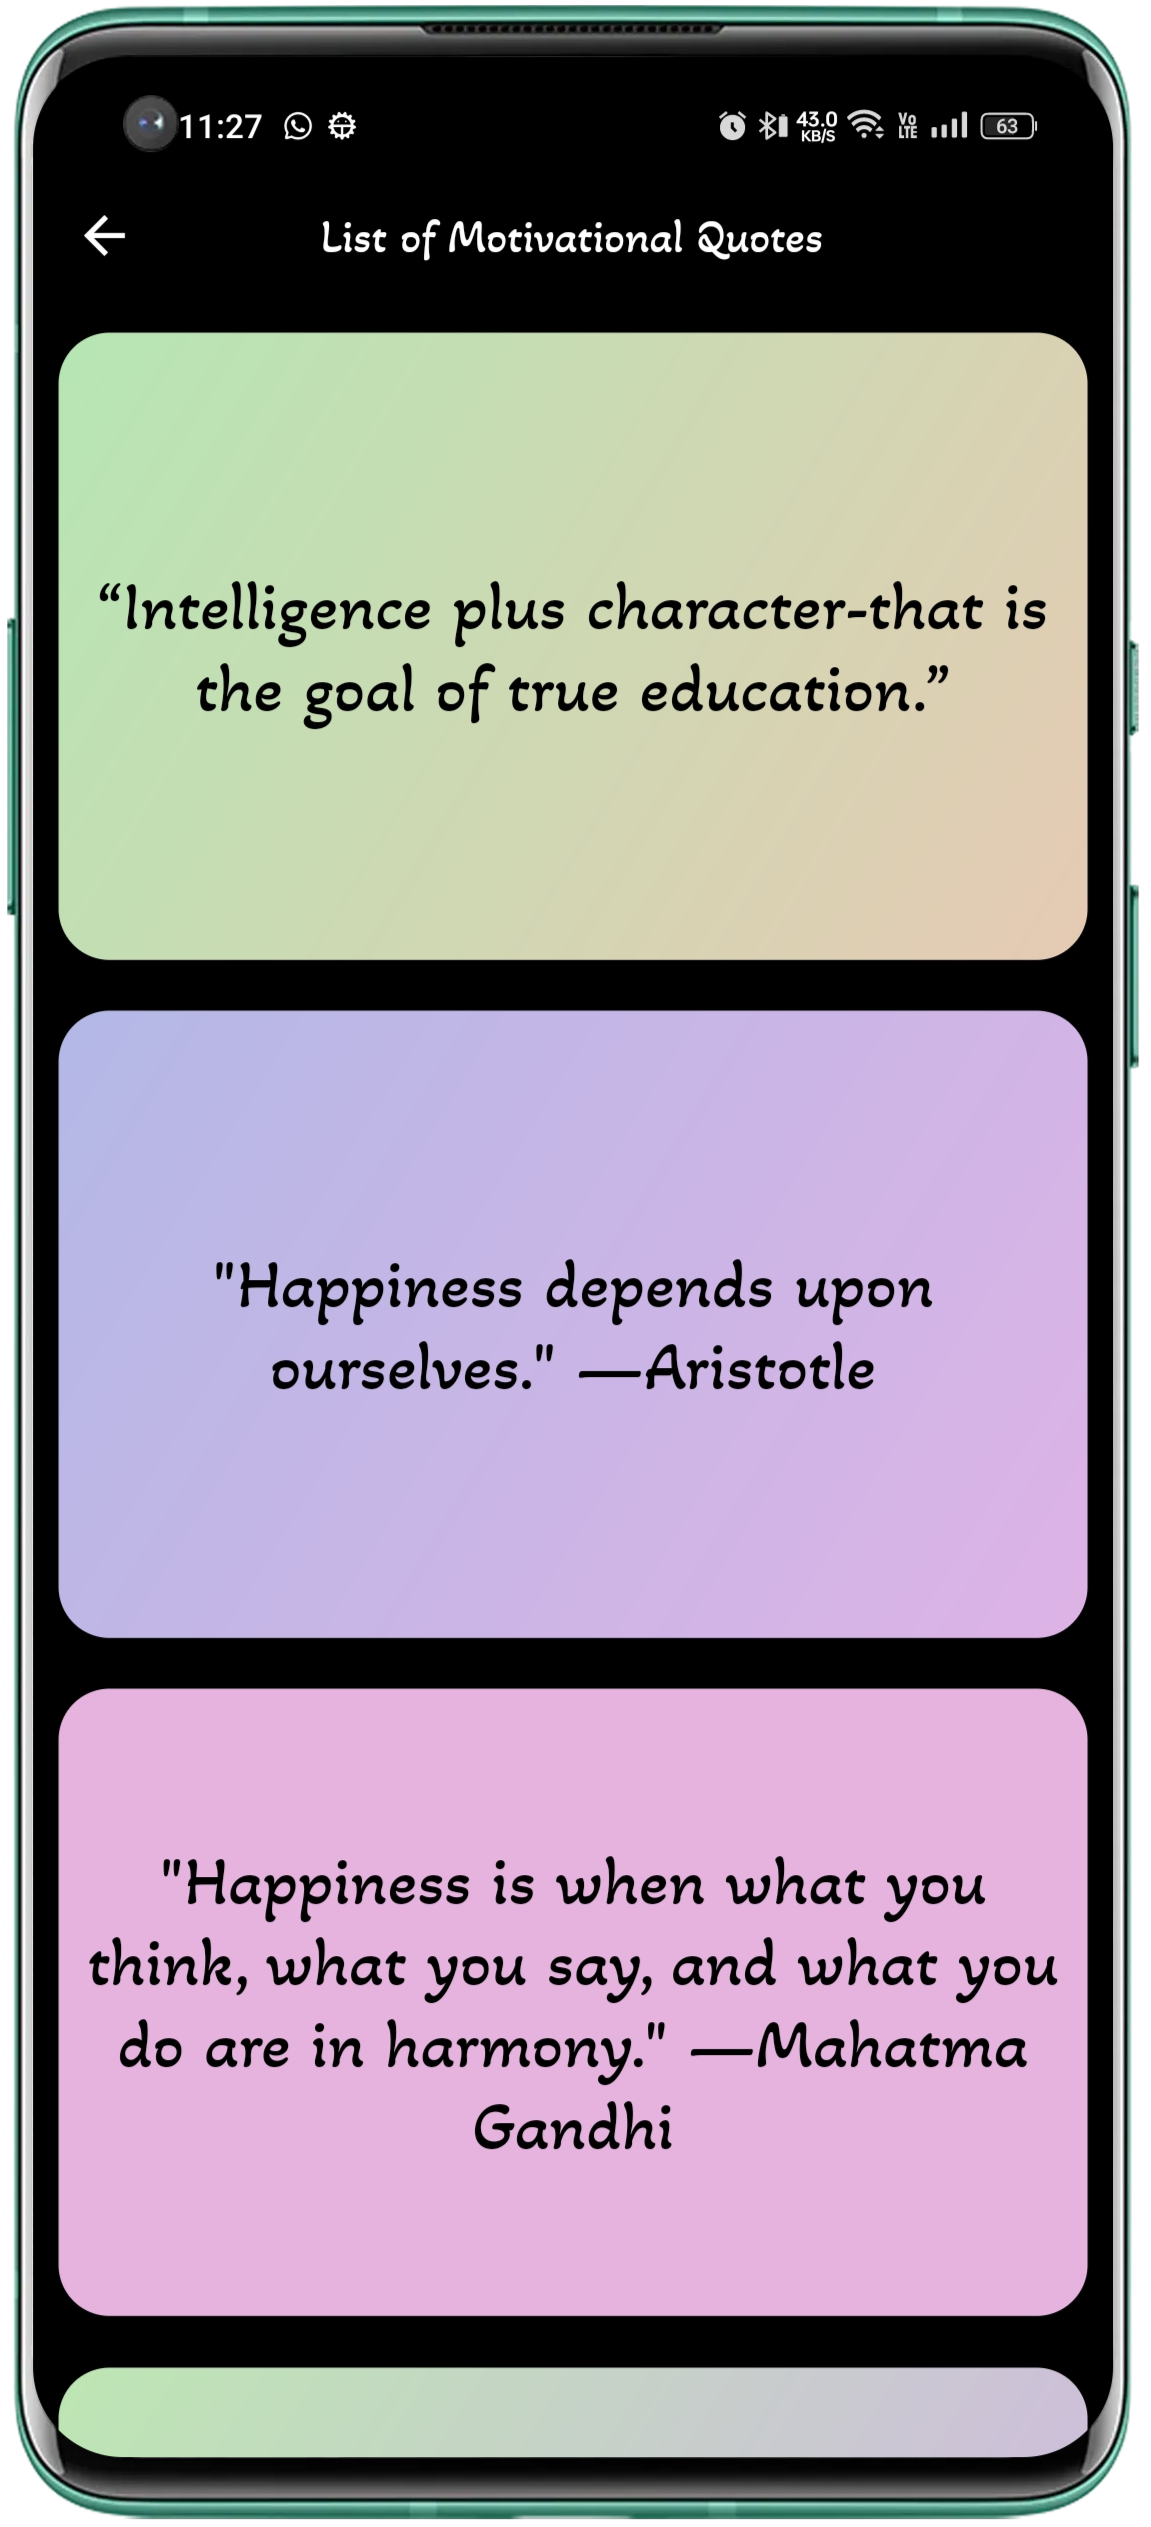 11:27 43.0 KB/S Vo LTE 63
List of Motivational Quotes
“Intelligence plus character-that is
the goal of true education.”
"Happiness depends upon
ourselves." —Aristotle
"Happiness is when what you
think, what you say, and what you
do are in harmony." —Mahatma
Gandhi